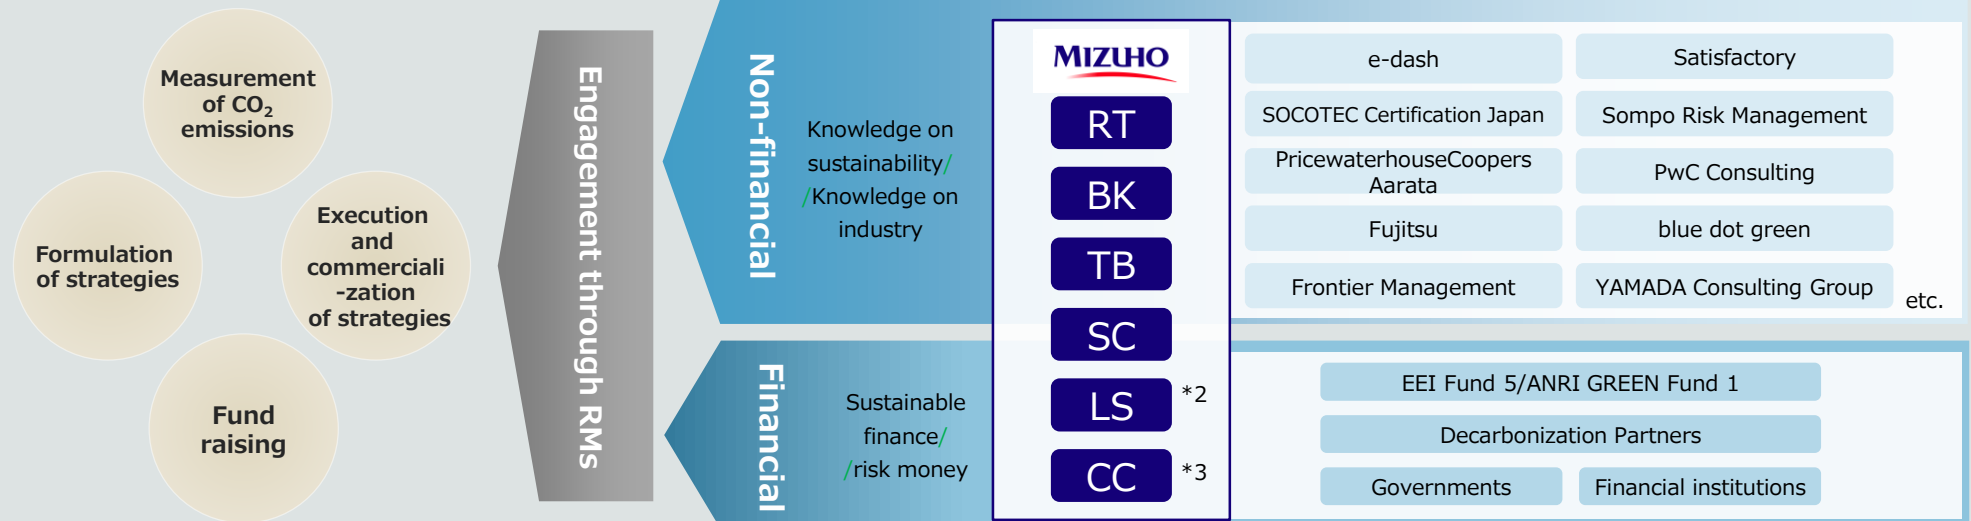 Measurement
of CO₂
emissions
Formulation
of strategies
Execution
and
commerciali
-zation
of strategies
Fund
raising
Engagement through RMs
Non-financial
Knowledge on
sustainability/
/Knowledge on
industry
Financial
Sustainable
finance/
/risk money
MIZUHO
RT
BK
TB
SC
LS *2
CC *3
e-dash
Satisfactory
SOCOTEC Certification Japan
Sompo Risk Management
PricewaterhouseCoopers
Aarata
PwC Consulting
Fujitsu
blue dot green
Frontier Management
YAMADA Consulting Group
etc.
EEI Fund 5/ANRI GREEN Fund 1
Decarbonization Partners
Governments
Financial institutions